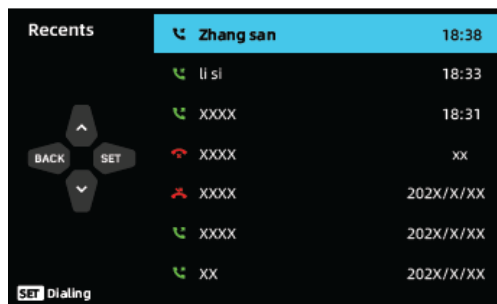 Recents
Zhang san 18:38
li si 18:33
XXXX 18:31
XXXX xx
XXXX 202X/X/XX
XXXX 202X/X/XX
XX 202X/X/XX
BACK SET
SET Dialing